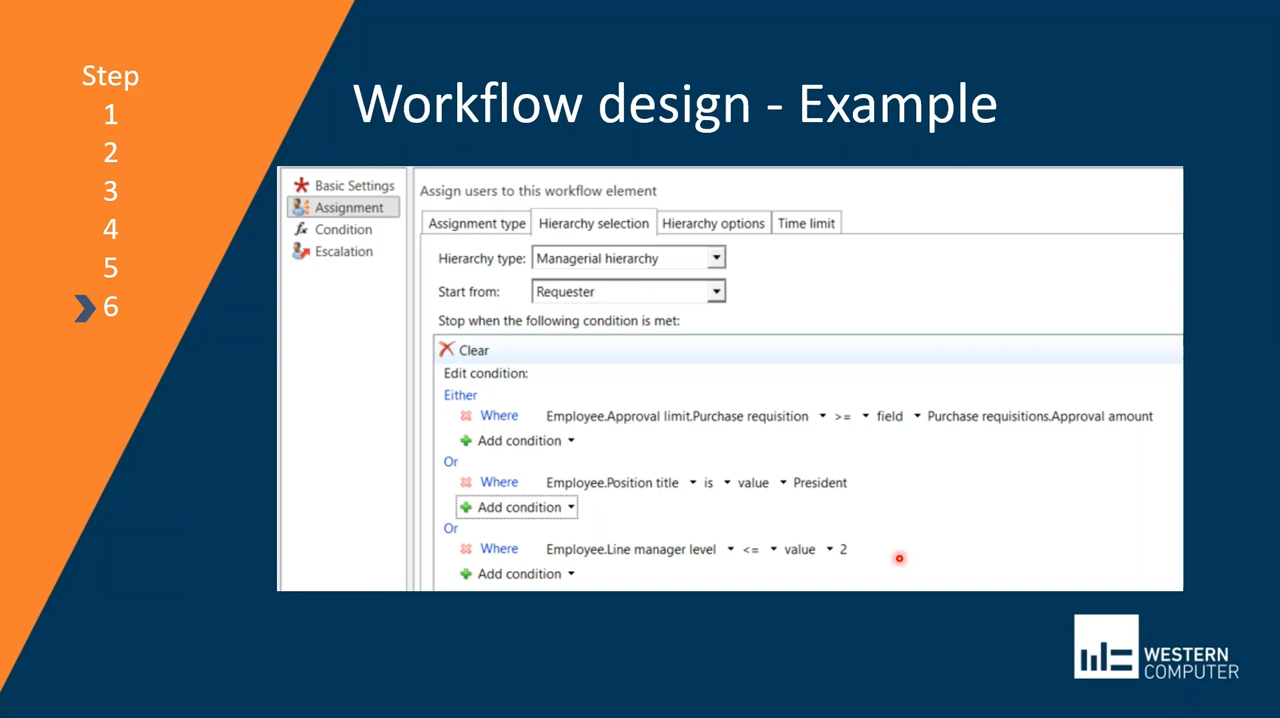 Step
1
2
3
4
5
6
Workflow design - Example
Basic Settings
Assignment
Condition
Escalation
Assign users to this workflow element
Assignment type Hierarchy selection Hierarchy options Time limit
Hierarchy type: Managerial hierarchy
Start from: Requester
Stop when the following condition is met:
Clear
Edit condition:
Either
Where Employee.Approval limit.Purchase requisition >= field Purchase requisitions.Approval amount
Add condition
Or
Where Employee.Position title is value President
Add condition
Or
Where Employee.Line manager level <= value 2
Add condition
WESTERN
COMPUTER